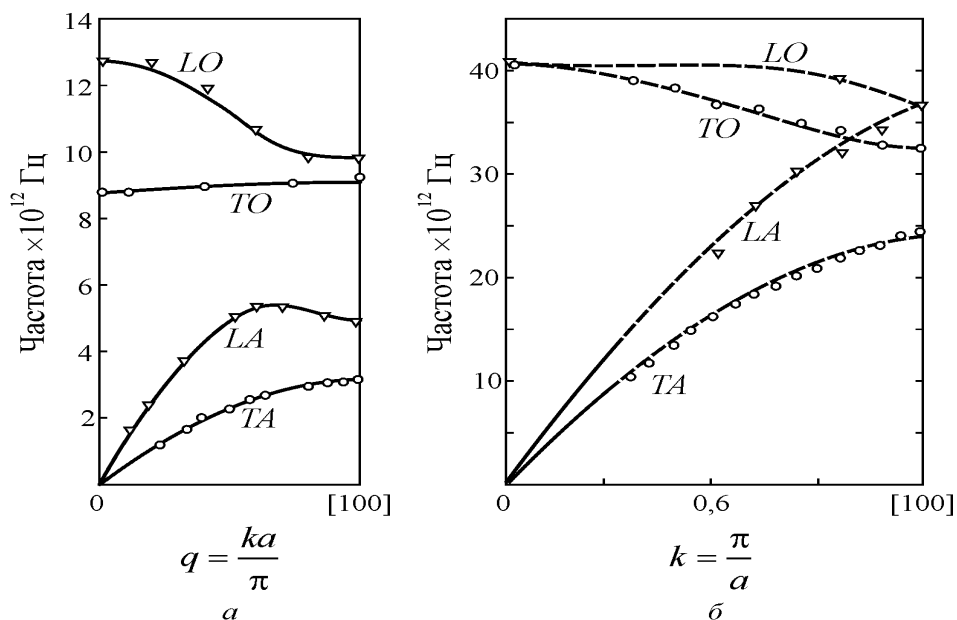 Частота ×10¹² Гц
14
12
10
8
6
4
2
0
[100]
LO
TO
LA
TA
q = ka/π
а
Частота ×10¹² Гц
40
30
20
10
0
0,6
[100]
LO
TO
LA
TA
k = π/a
б